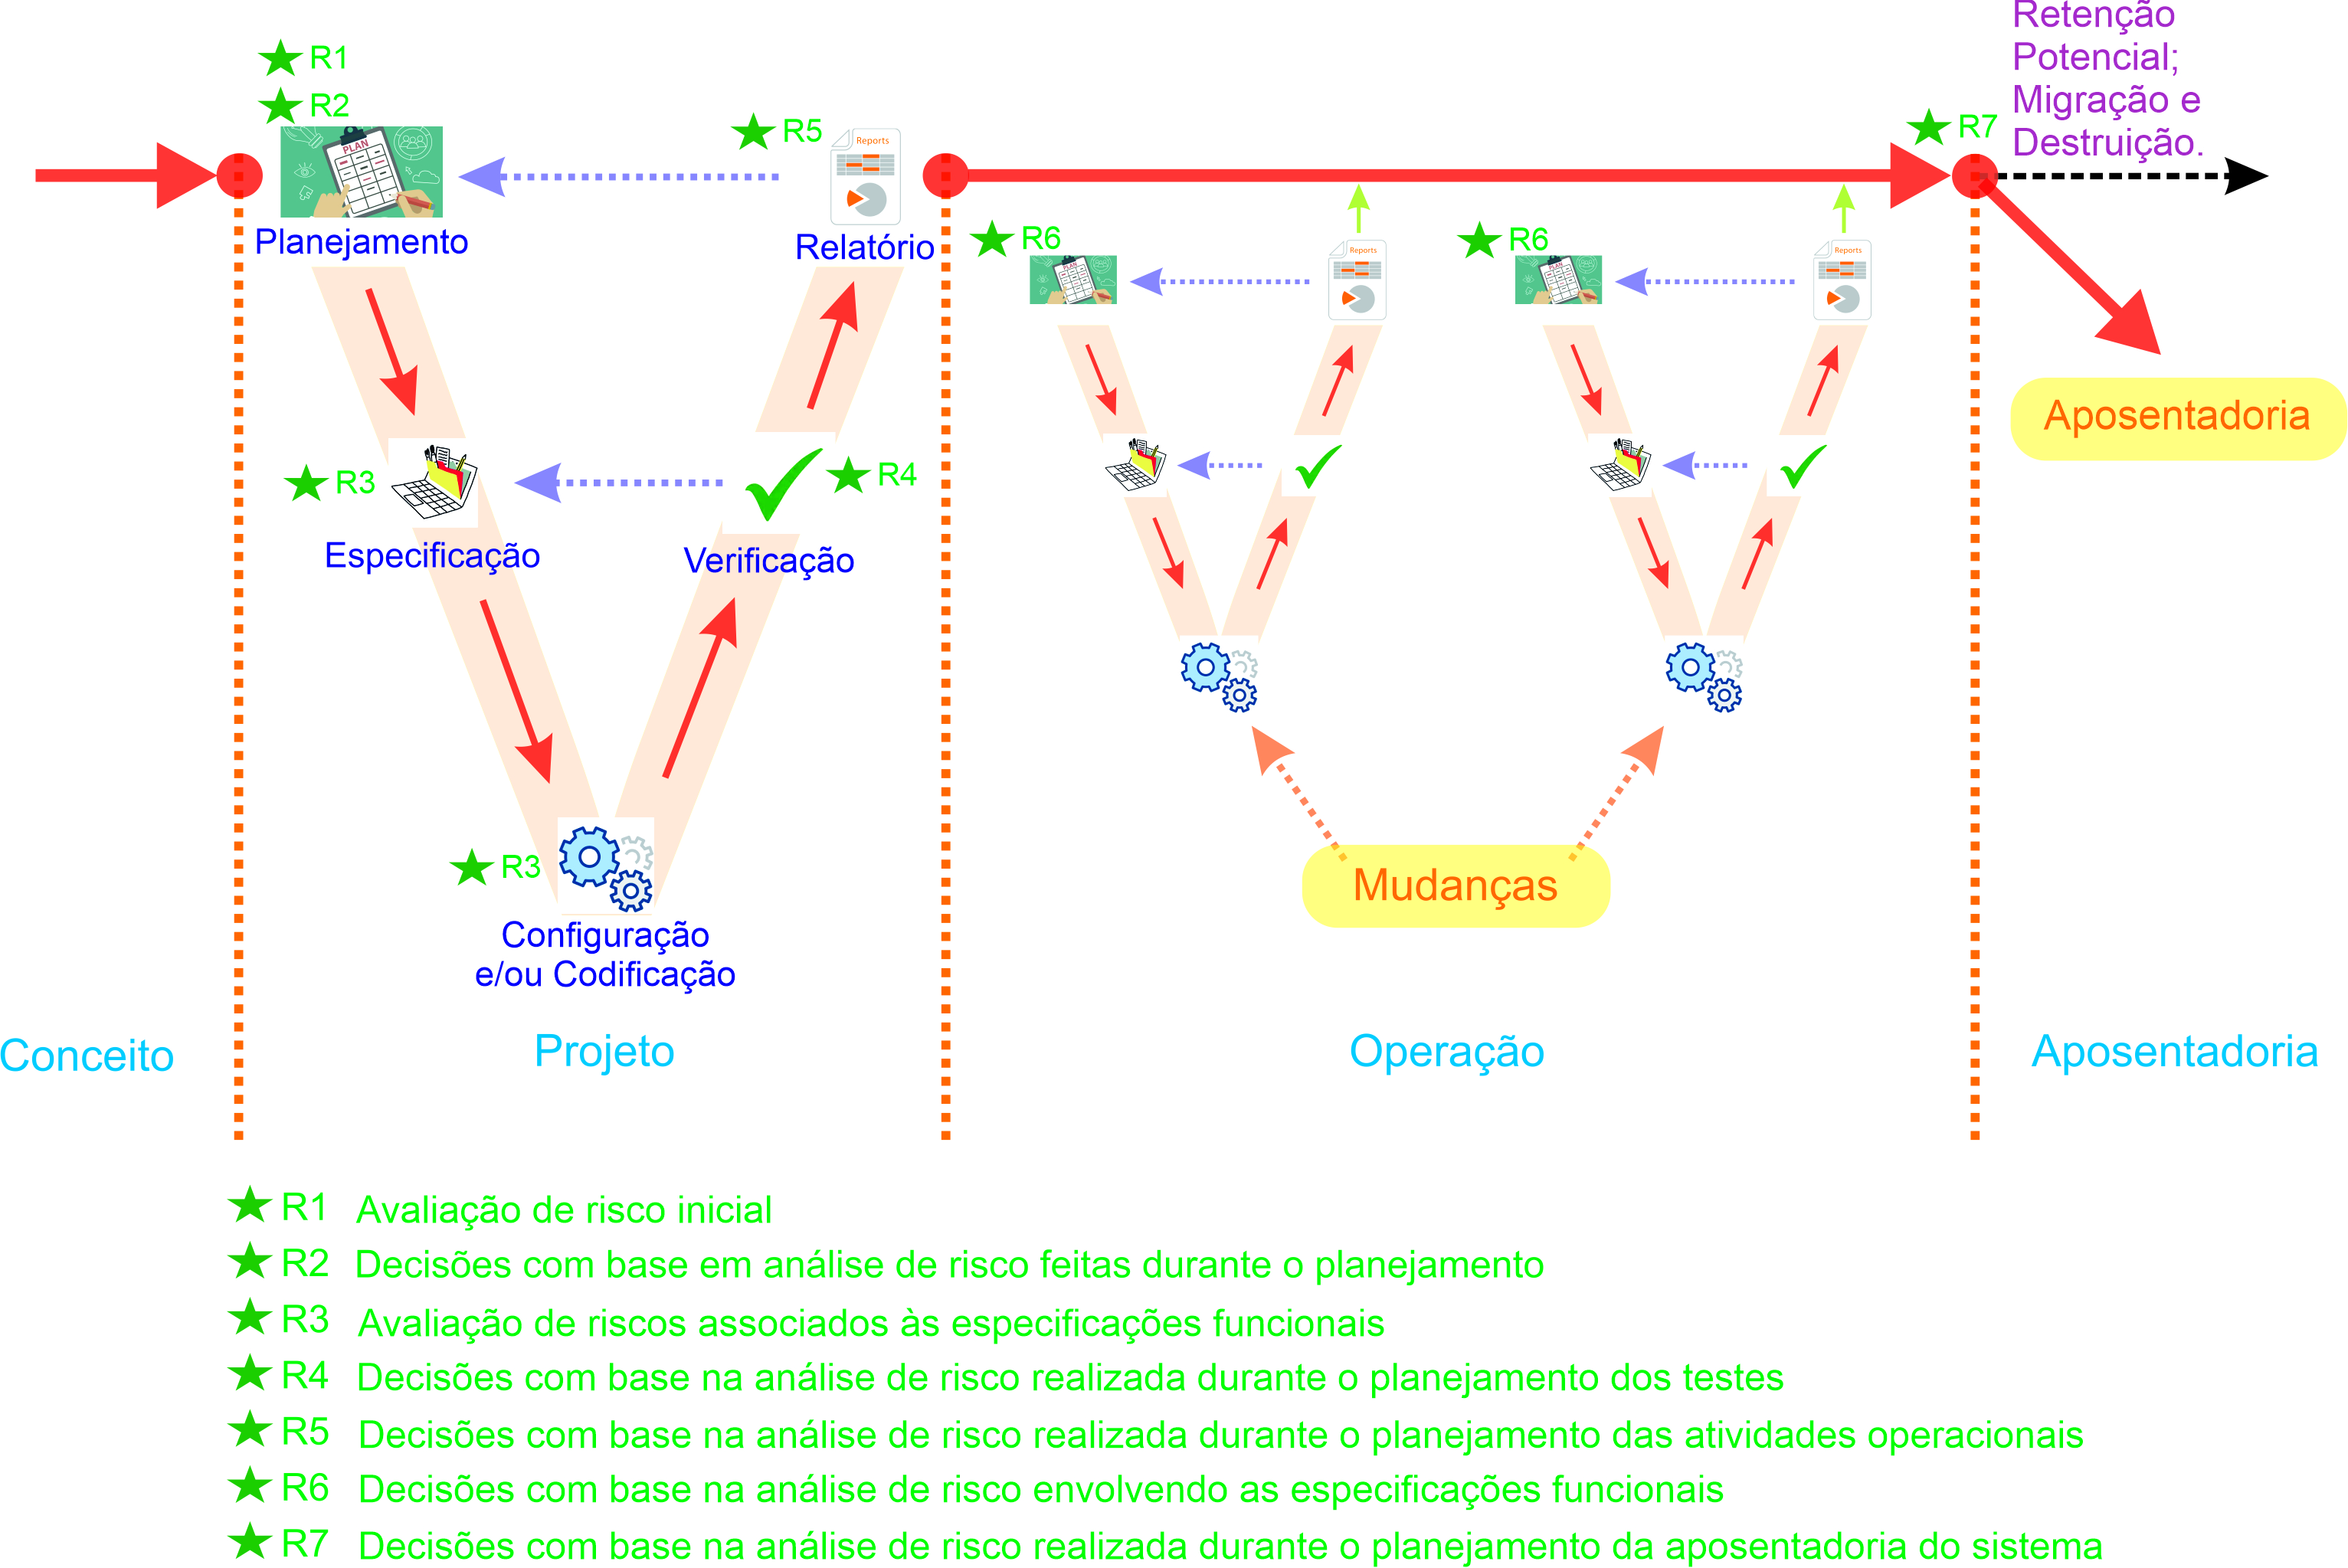 Retenção
Potencial;
Migração e
Destruição.
R1
R2
R5
R7
PLAN
Reports
Planejamento
Relatório
R6
PLAN
Reports
R6
PLAN
Reports
Aposentadoria
R3
R4
Especificação
Verificação
R3
Mudanças
Configuração
e/ou Codificação
Conceito
Projeto
Operação
Aposentadoria
R1 Avaliação de risco inicial
R2 Decisões com base em análise de risco feitas durante o planejamento
R3 Avaliação de riscos associados às especificações funcionais
R4 Decisões com base na análise de risco realizada durante o planejamento dos testes
R5 Decisões com base na análise de risco realizada durante o planejamento das atividades operacionais
R6 Decisões com base na análise de risco envolvendo as especificações funcionais
R7 Decisões com base na análise de risco realizada durante o planejamento da aposentadoria do sistema